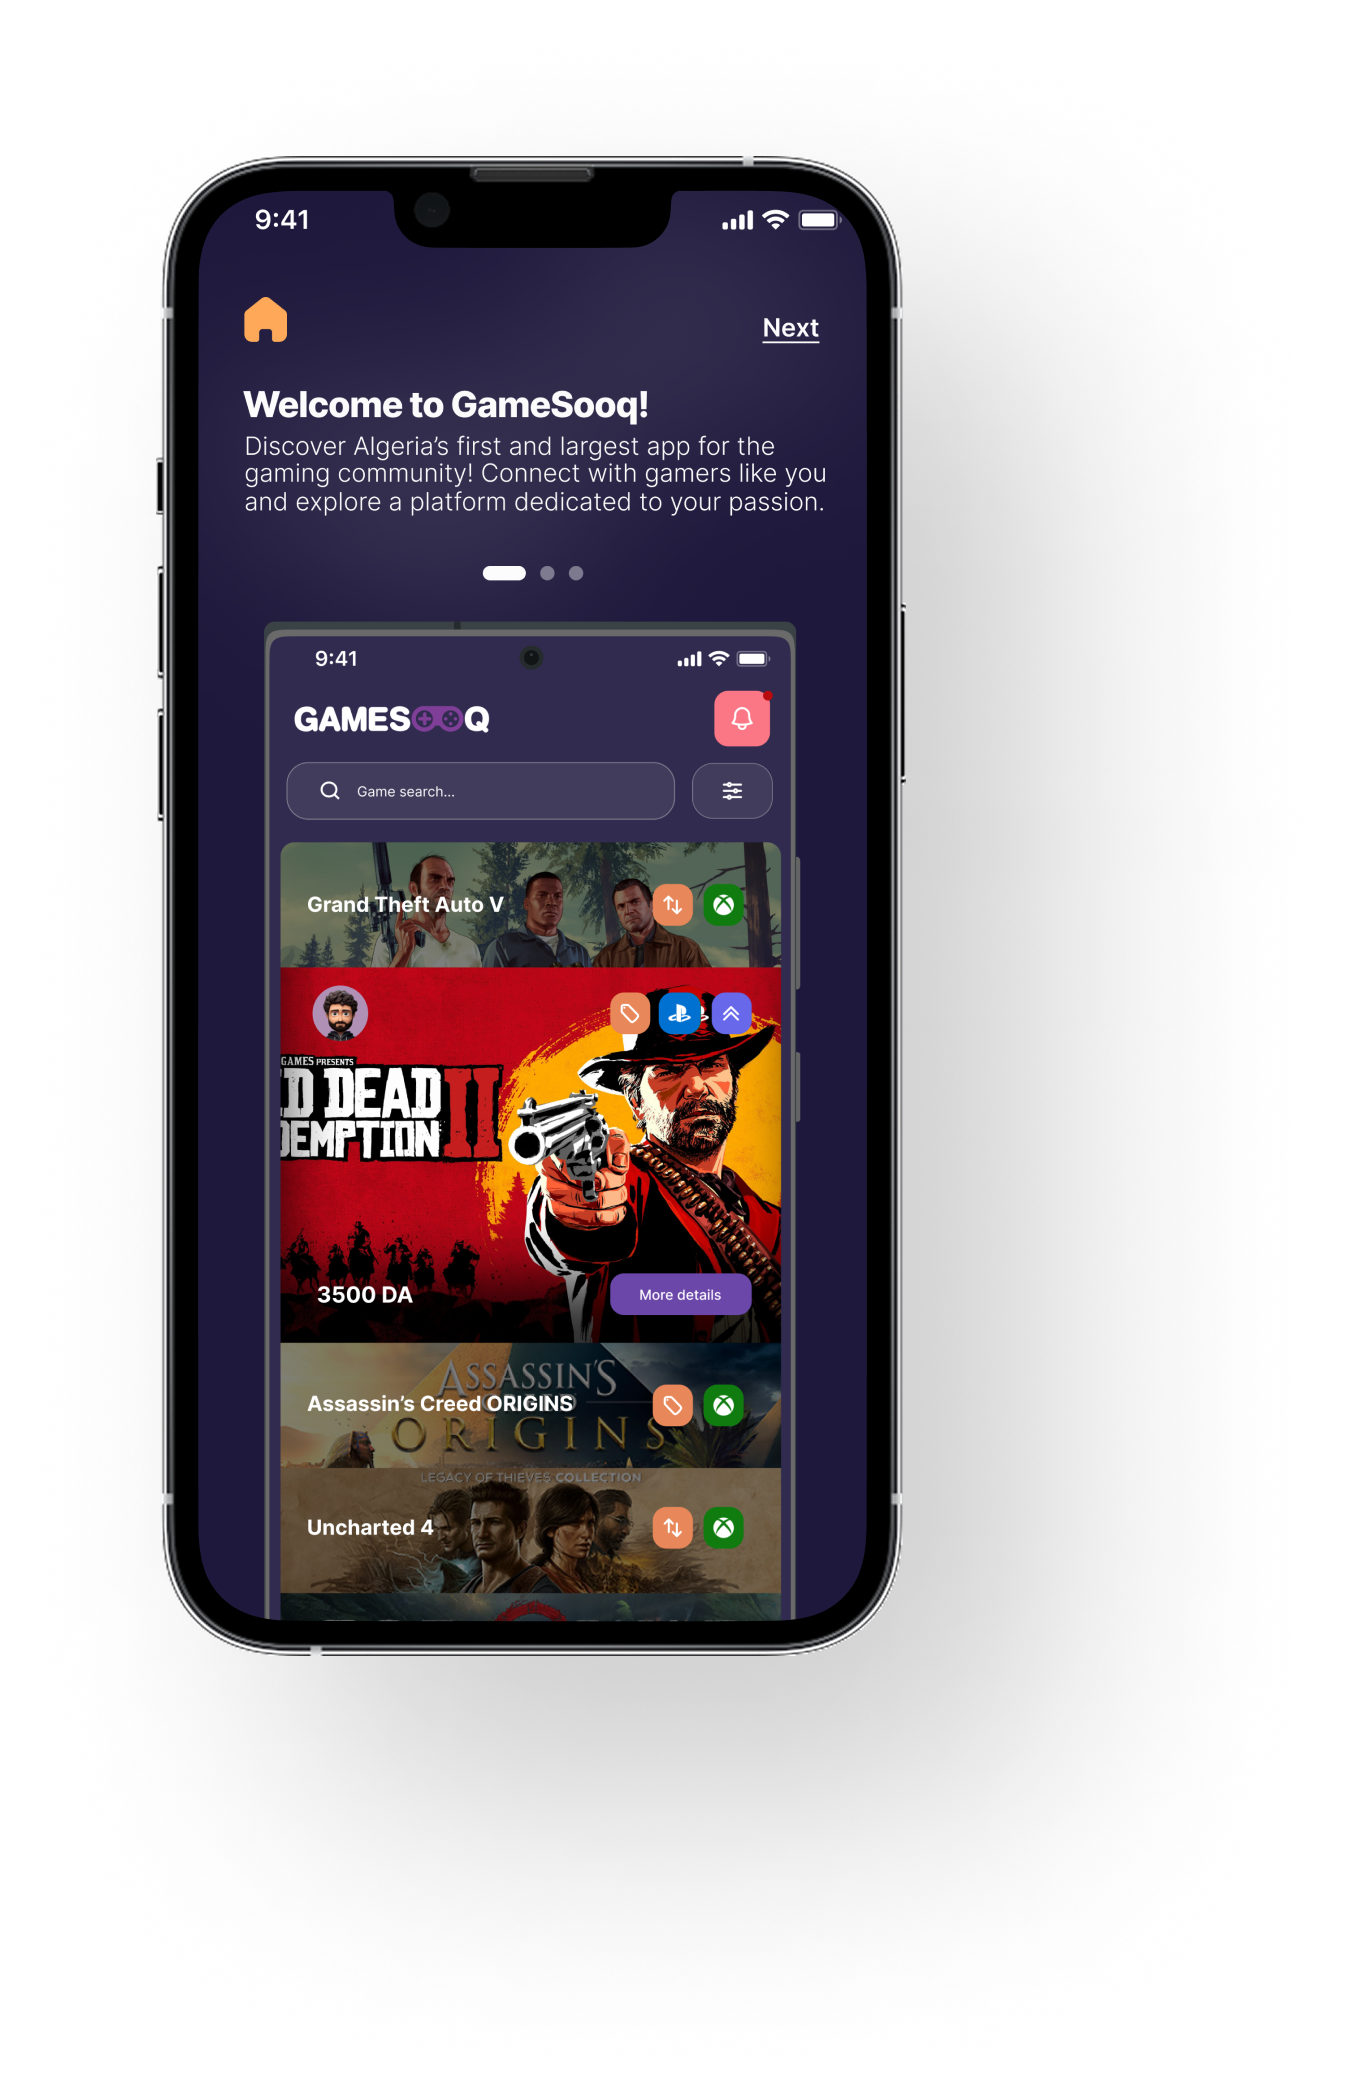 9:41
Next
Welcome to GameSooq!
Discover Algeria’s first and largest app for the
gaming community! Connect with gamers like you
and explore a platform dedicated to your passion.
9:41
GAMESOOQ
Game search...
Grand Theft Auto V
GAMES PRESENTS
D DEAD II
DEMPTION
3500 DA
More details
ASSASSIN'S
Assassin’s Creed ORIGINS
ORIGINS
LEGACY OF THIEVES COLLECTION
Uncharted 4